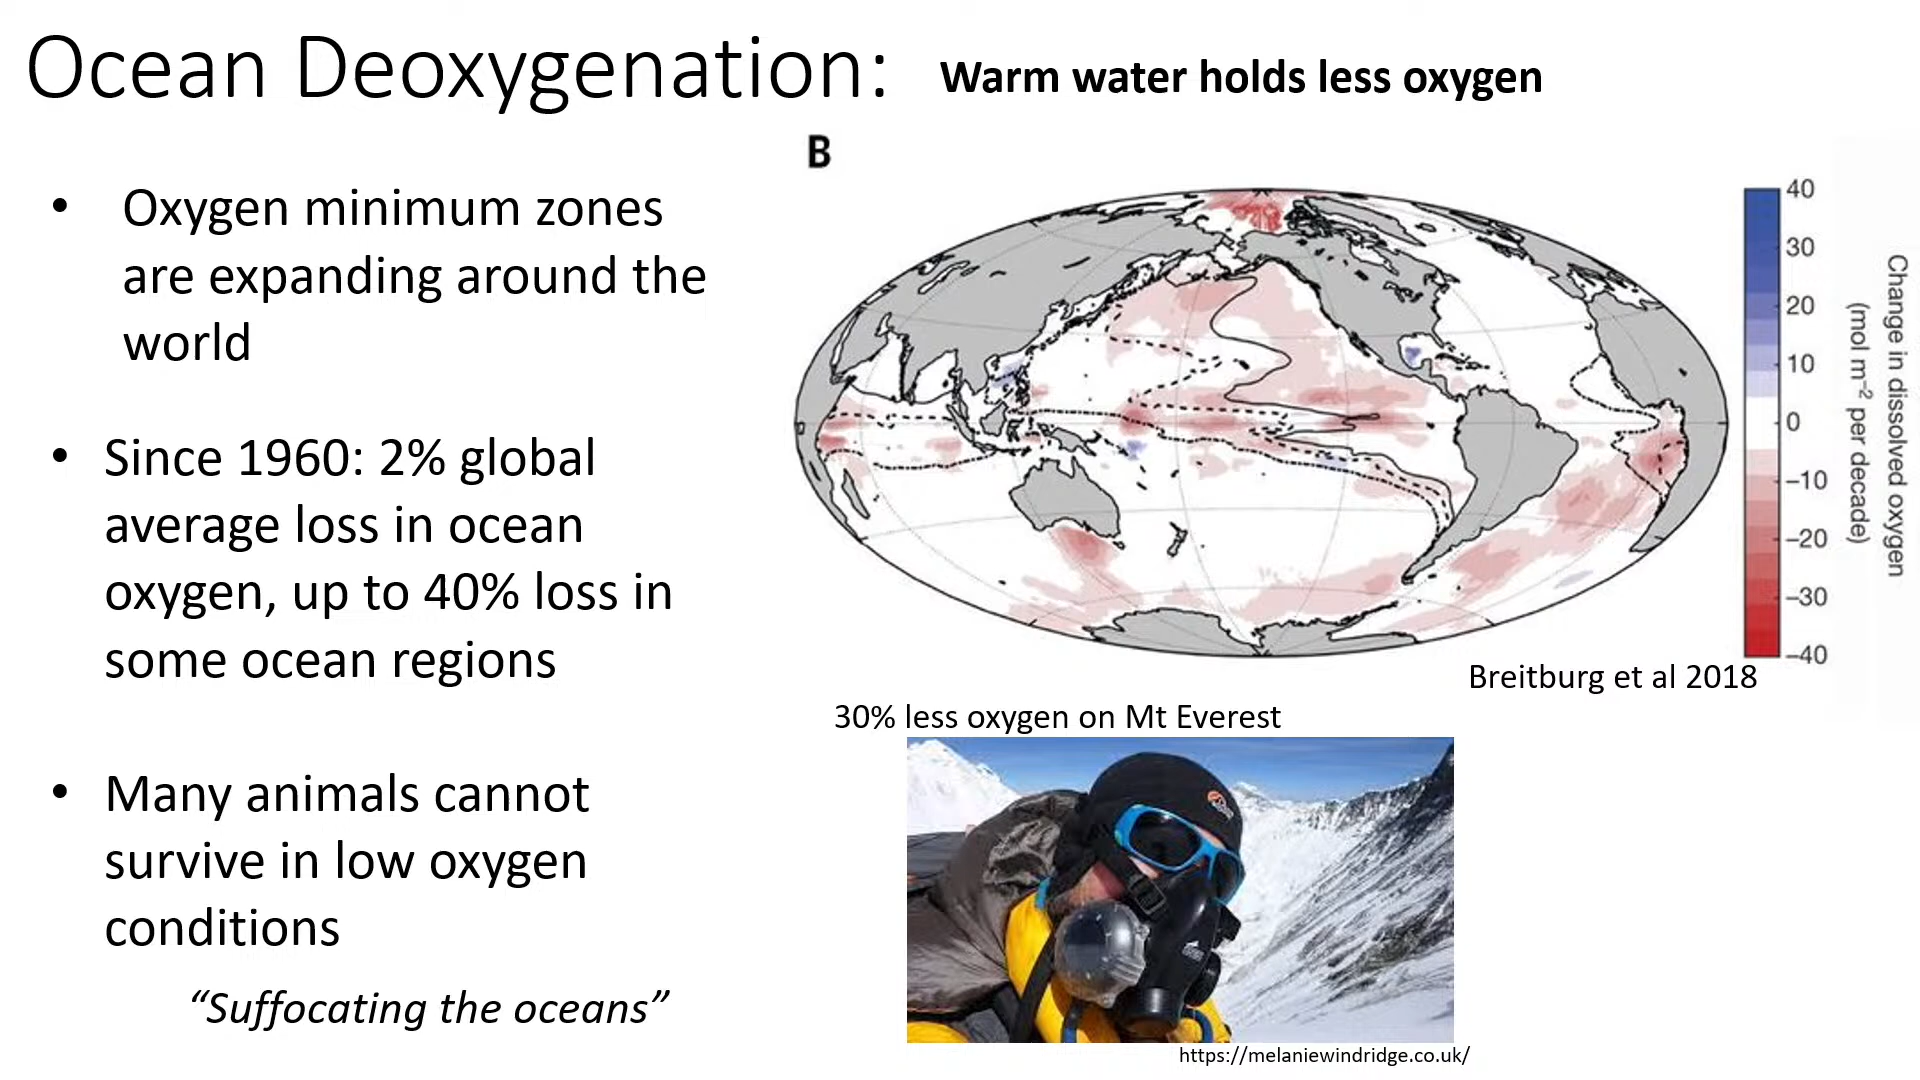 Ocean Deoxygenation: Warm water holds less oxygen
• Oxygen minimum zones
are expanding around the
world
• Since 1960: 2% global
average loss in ocean
oxygen, up to 40% loss in
some ocean regions
• Many animals cannot
survive in low oxygen
conditions
“Suffocating the oceans”
B
40
30
20
10
0
–10
–20
–30
–40
Change in dissolved oxygen
(mol m⁻² per decade)
Breitburg et al 2018
30% less oxygen on Mt Everest
https://melaniewindridge.co.uk/